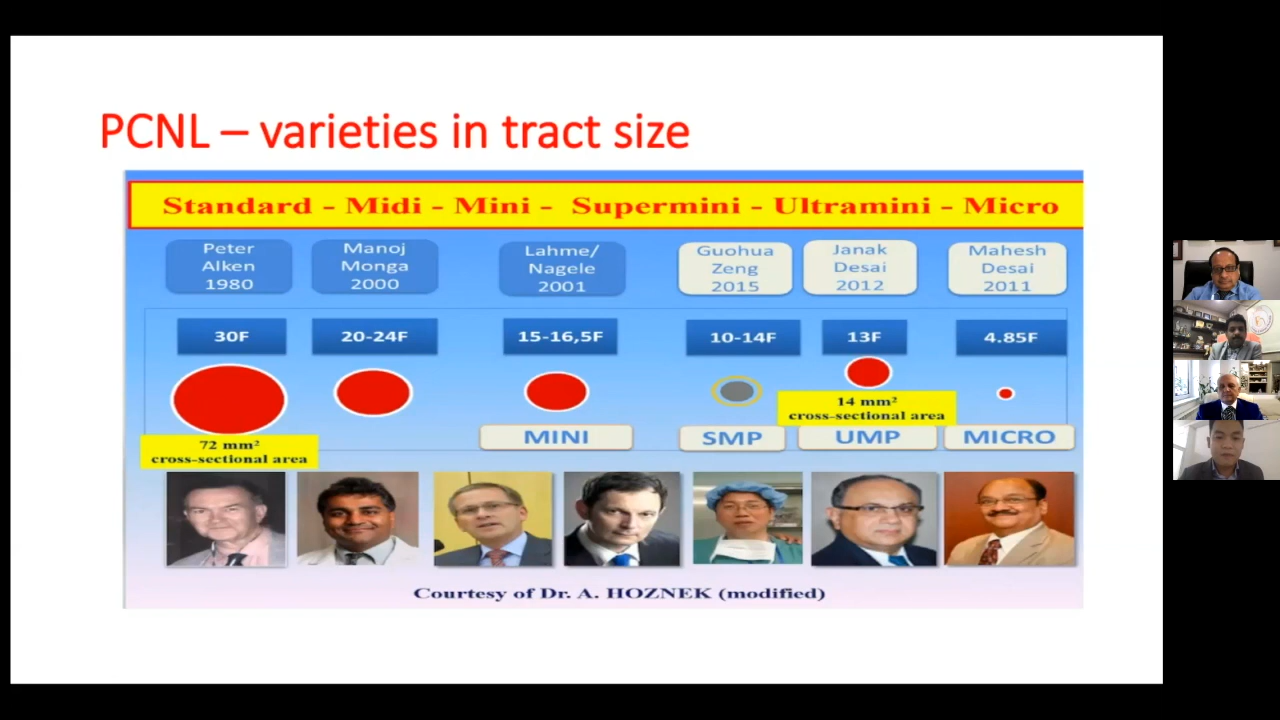 PCNL – varieties in tract size
Standard - Midi - Mini - Supermini - Ultramini - Micro
Peter
Alken
1980
Manoj
Monga
2000
Lahme/
Nagele
2001
Guohua
Zeng
2015
Janak
Desai
2012
Mahesh
Desai
2011
30F
20-24F
15-16,5F
10-14F
13F
4.85F
72 mm²
cross-sectional area
14 mm²
cross-sectional area
MINI
SMP
UMP
MICRO
Courtesy of Dr. A. HOZNEK (modified)